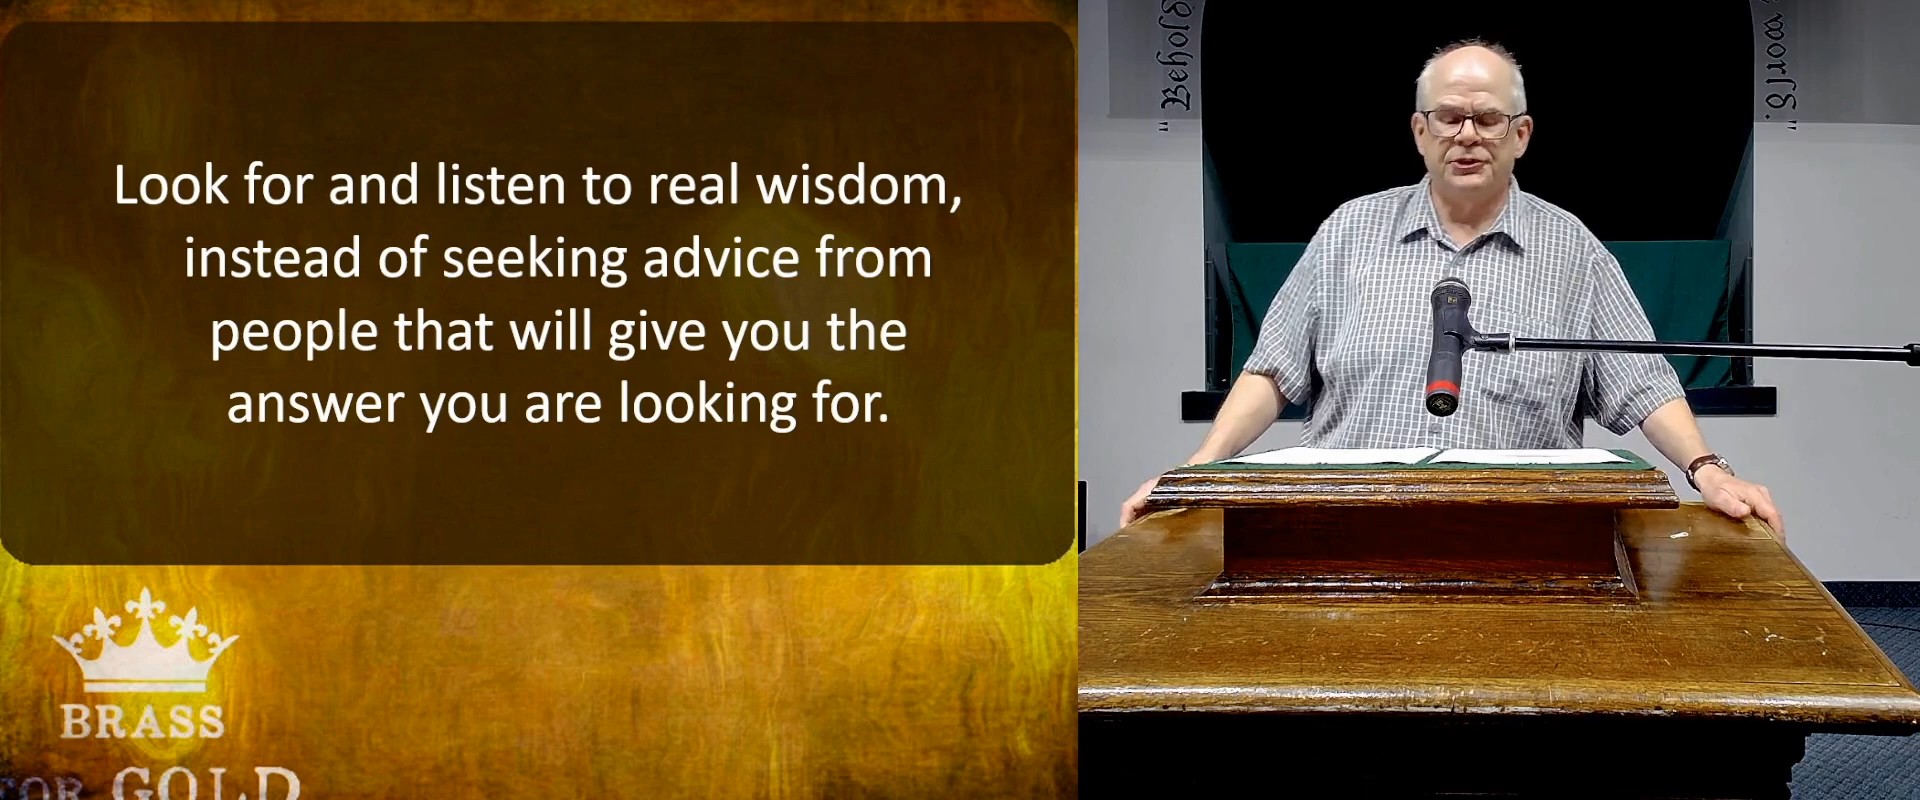 Look for and listen to real wisdom,
instead of seeking advice from
people that will give you the
answer you are looking for.
BRASS
FOR GOLD
"Behold
world."